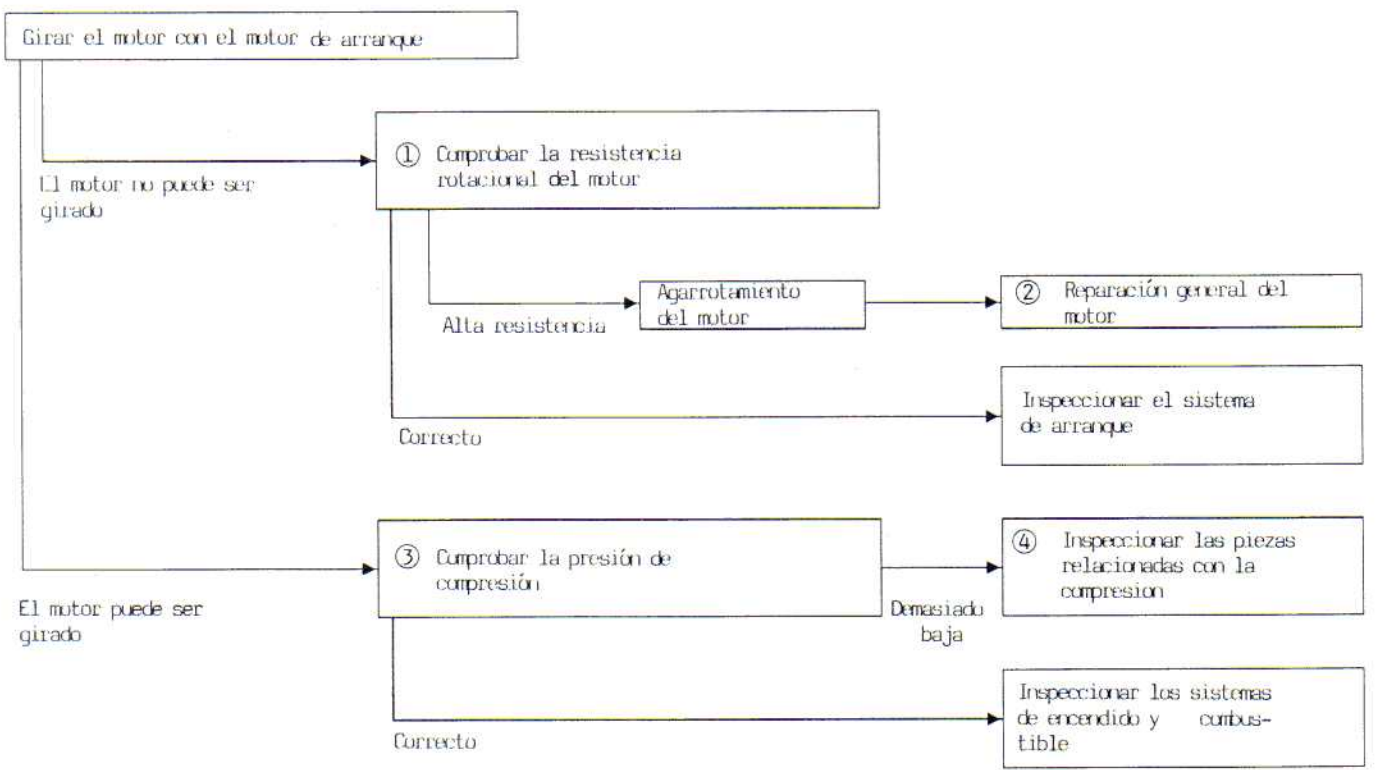 Girar el motor con el motor de arranque
① Comprobar la resistencia
rotacional del motor
El motor no puede ser
girado
Agarrotamiento
del motor
② Reparación general del
motor
Alta resistencia
Inspeccionar el sistema
de arranque
Correcto
③ Comprobar la presión de
compresión
④ Inspeccionar las piezas
relacionadas con la
compresion
El motor puede ser
girado
Demasiado
baja
Inspeccionar los sistemas
de encendido y combus-
tible
Correcto